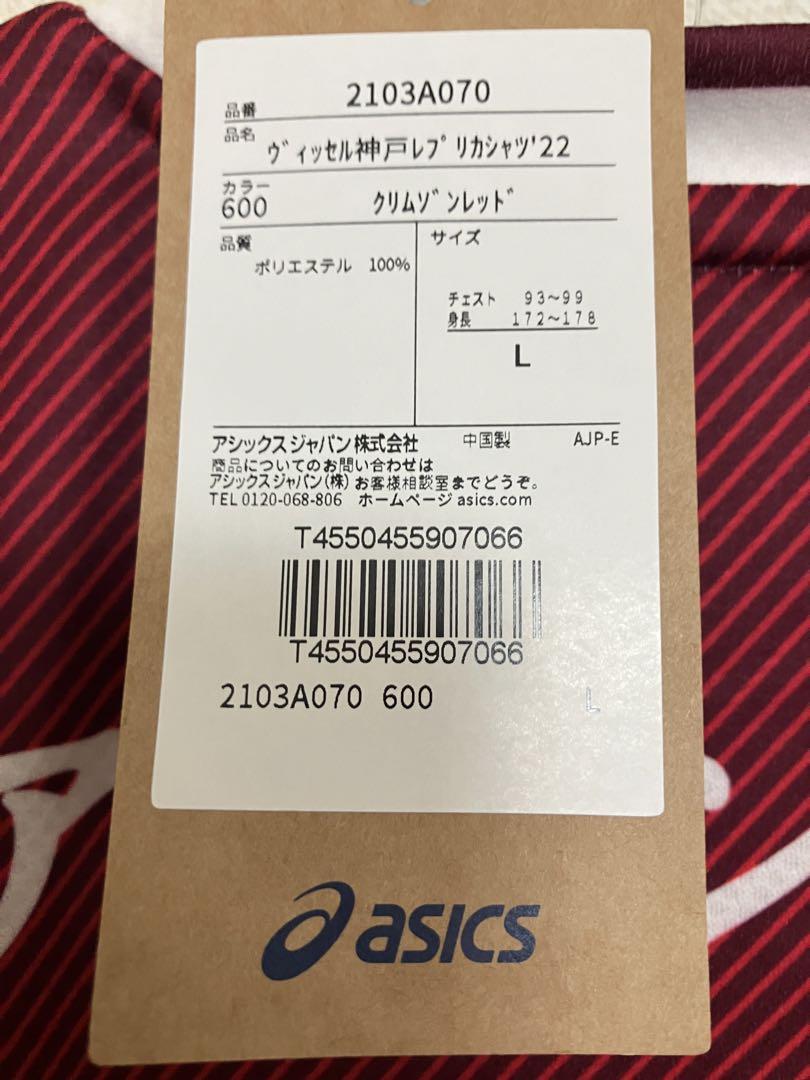 品番 2103A070
品名 ヴィッセル神戸レプリカシャツ'22
カラー
600 クリムゾンレッド
品質
ポリエステル 100%
サイズ
チェスト 93～99
身長 172～178
L
アシックスジャパン株式会社 中国製 AJP-E
商品についてのお問い合わせは
アシックスジャパン(株)お客様相談室までどうぞ。
TEL 0120-068-806 ホームページ asics.com
T4550455907066
T4550455907066
2103A070 600 L
asics